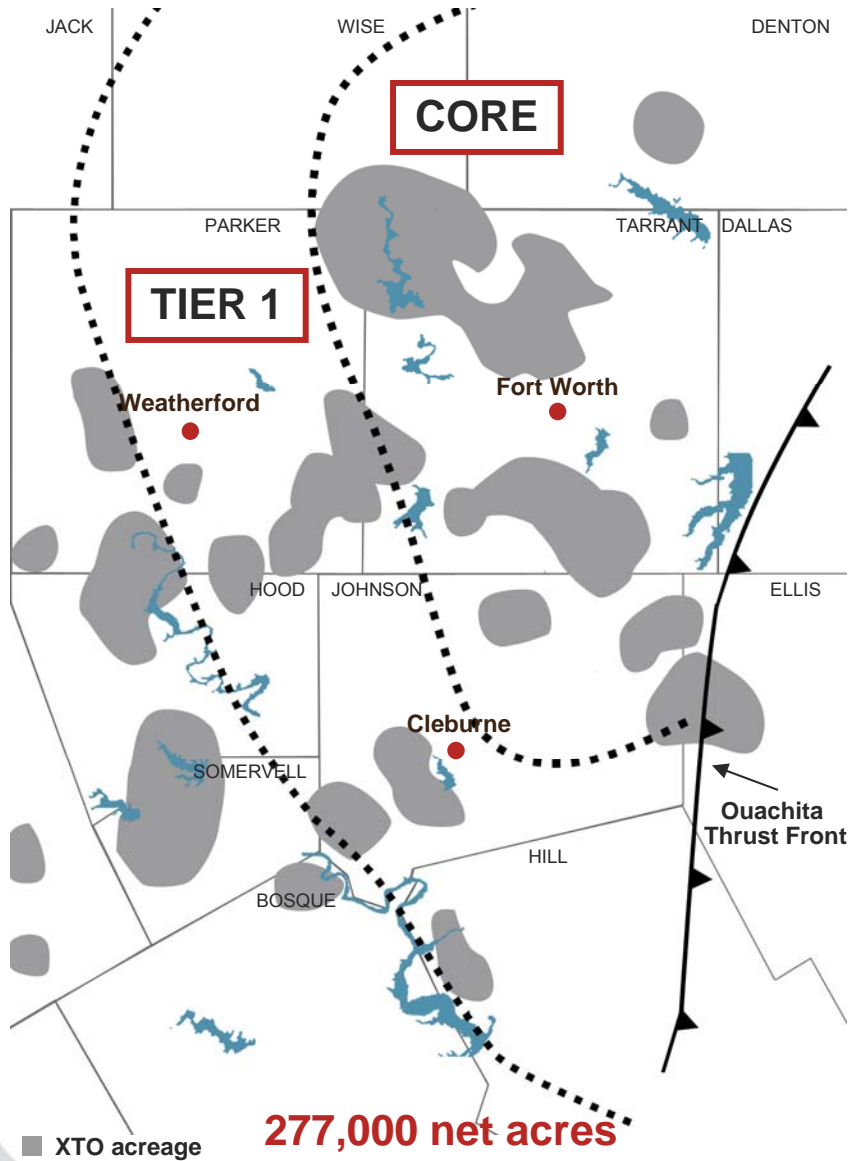 JACK
WISE
DENTON
CORE
PARKER
TARRANT
DALLAS
TIER 1
Weatherford
Fort Worth
HOOD
JOHNSON
ELLIS
Cleburne
SOMERVELL
Ouachita
Thrust Front
HILL
BOSQUE
277,000 net acres
XTO acreage